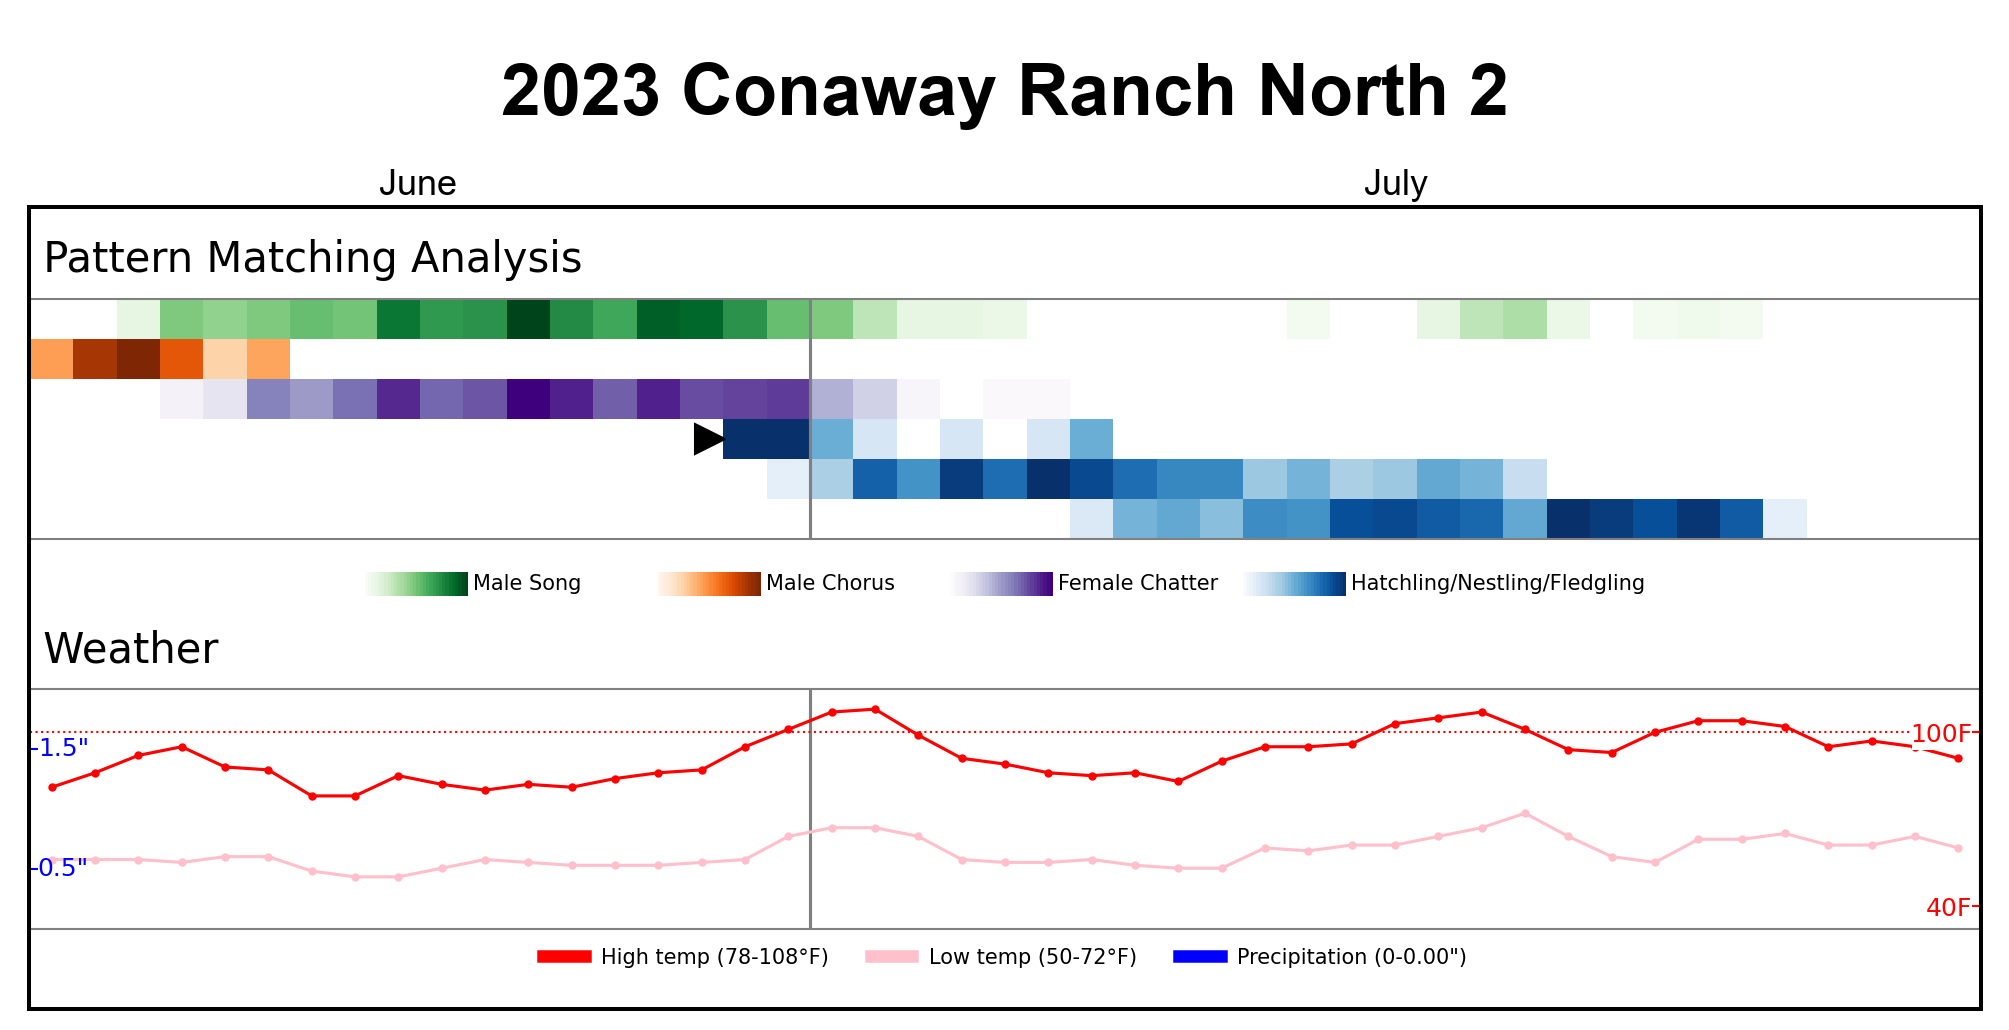 2023 Conaway Ranch North 2
June July
Pattern Matching Analysis
Male Song Male Chorus Female Chatter Hatchling/Nestling/Fledgling
Weather
1.5" 100F
0.5" 40F
High temp (78-108°F) Low temp (50-72°F) Precipitation (0-0.00")